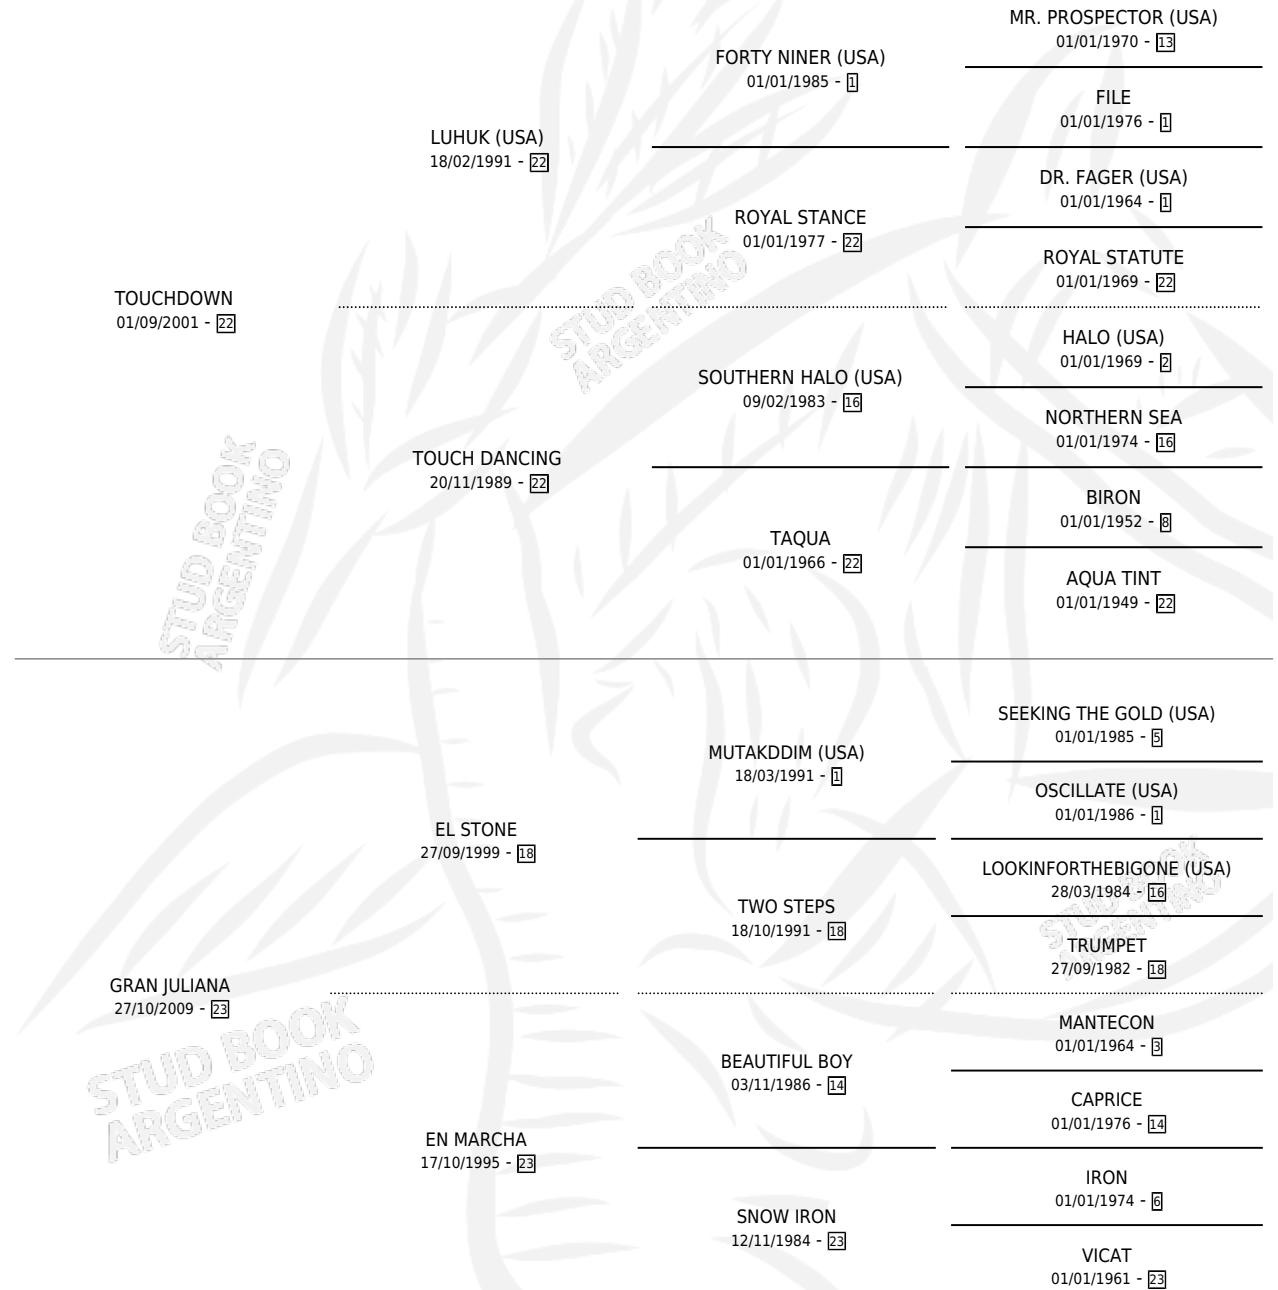 MR. PROSPECTOR (USA)
01/01/1970 - 13
FORTY NINER (USA)
01/01/1985 - 1
FILE
01/01/1976 - 1
LUHUK (USA)
18/02/1991 - 22
DR. FAGER (USA)
01/01/1964 - 1
ROYAL STANCE
01/01/1977 - 22
ROYAL STATUTE
01/01/1969 - 22
TOUCHDOWN
01/09/2001 - 22
HALO (USA)
01/01/1969 - 2
SOUTHERN HALO (USA)
09/02/1983 - 16
NORTHERN SEA
01/01/1974 - 16
TOUCH DANCING
20/11/1989 - 22
BIRON
01/01/1952 - 8
TAQUA
01/01/1966 - 22
AQUA TINT
01/01/1949 - 22
SEEKING THE GOLD (USA)
01/01/1985 - 5
MUTAKDDIM (USA)
18/03/1991 - 1
OSCILLATE (USA)
01/01/1986 - 1
EL STONE
27/09/1999 - 18
LOOKINFORTHEBIGONE (USA)
28/03/1984 - 16
TWO STEPS
18/10/1991 - 18
TRUMPET
27/09/1982 - 18
GRAN JULIANA
27/10/2009 - 23
MANTECON
01/01/1964 - 3
BEAUTIFUL BOY
03/11/1986 - 14
CAPRICE
01/01/1976 - 14
EN MARCHA
17/10/1995 - 23
IRON
01/01/1974 - 6
SNOW IRON
12/11/1984 - 23
VICAT
01/01/1961 - 23
STUD BOOK
ARGENTINO
STUD BOOK
ARGENTINO
STUD BOOK
ARGENTINO
STUD BOOK
ARGENTINO